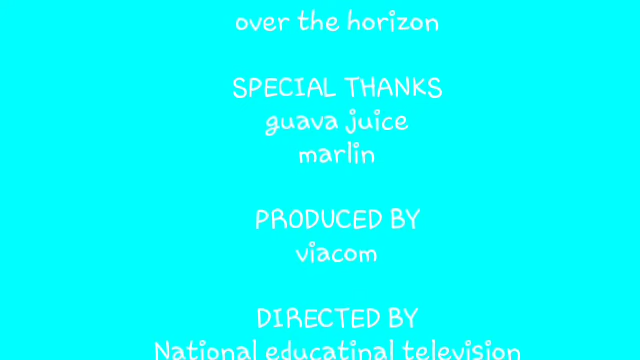 over the horizon
SPECIAL THANKS
guava juice
marlin
PRODUCED BY
viacom
DIRECTED BY
National educatinal television